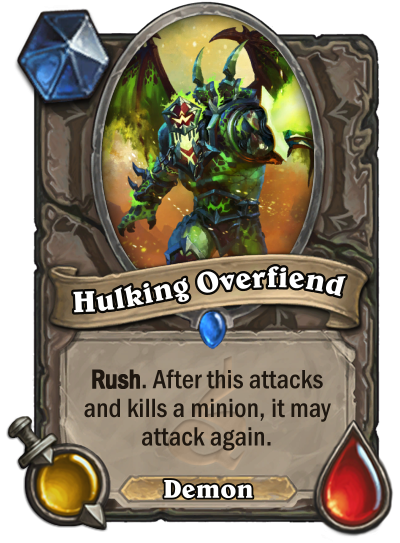 Hulking Overfiend
Rush. After this attacks
and kills a minion, it may
attack again.
Demon